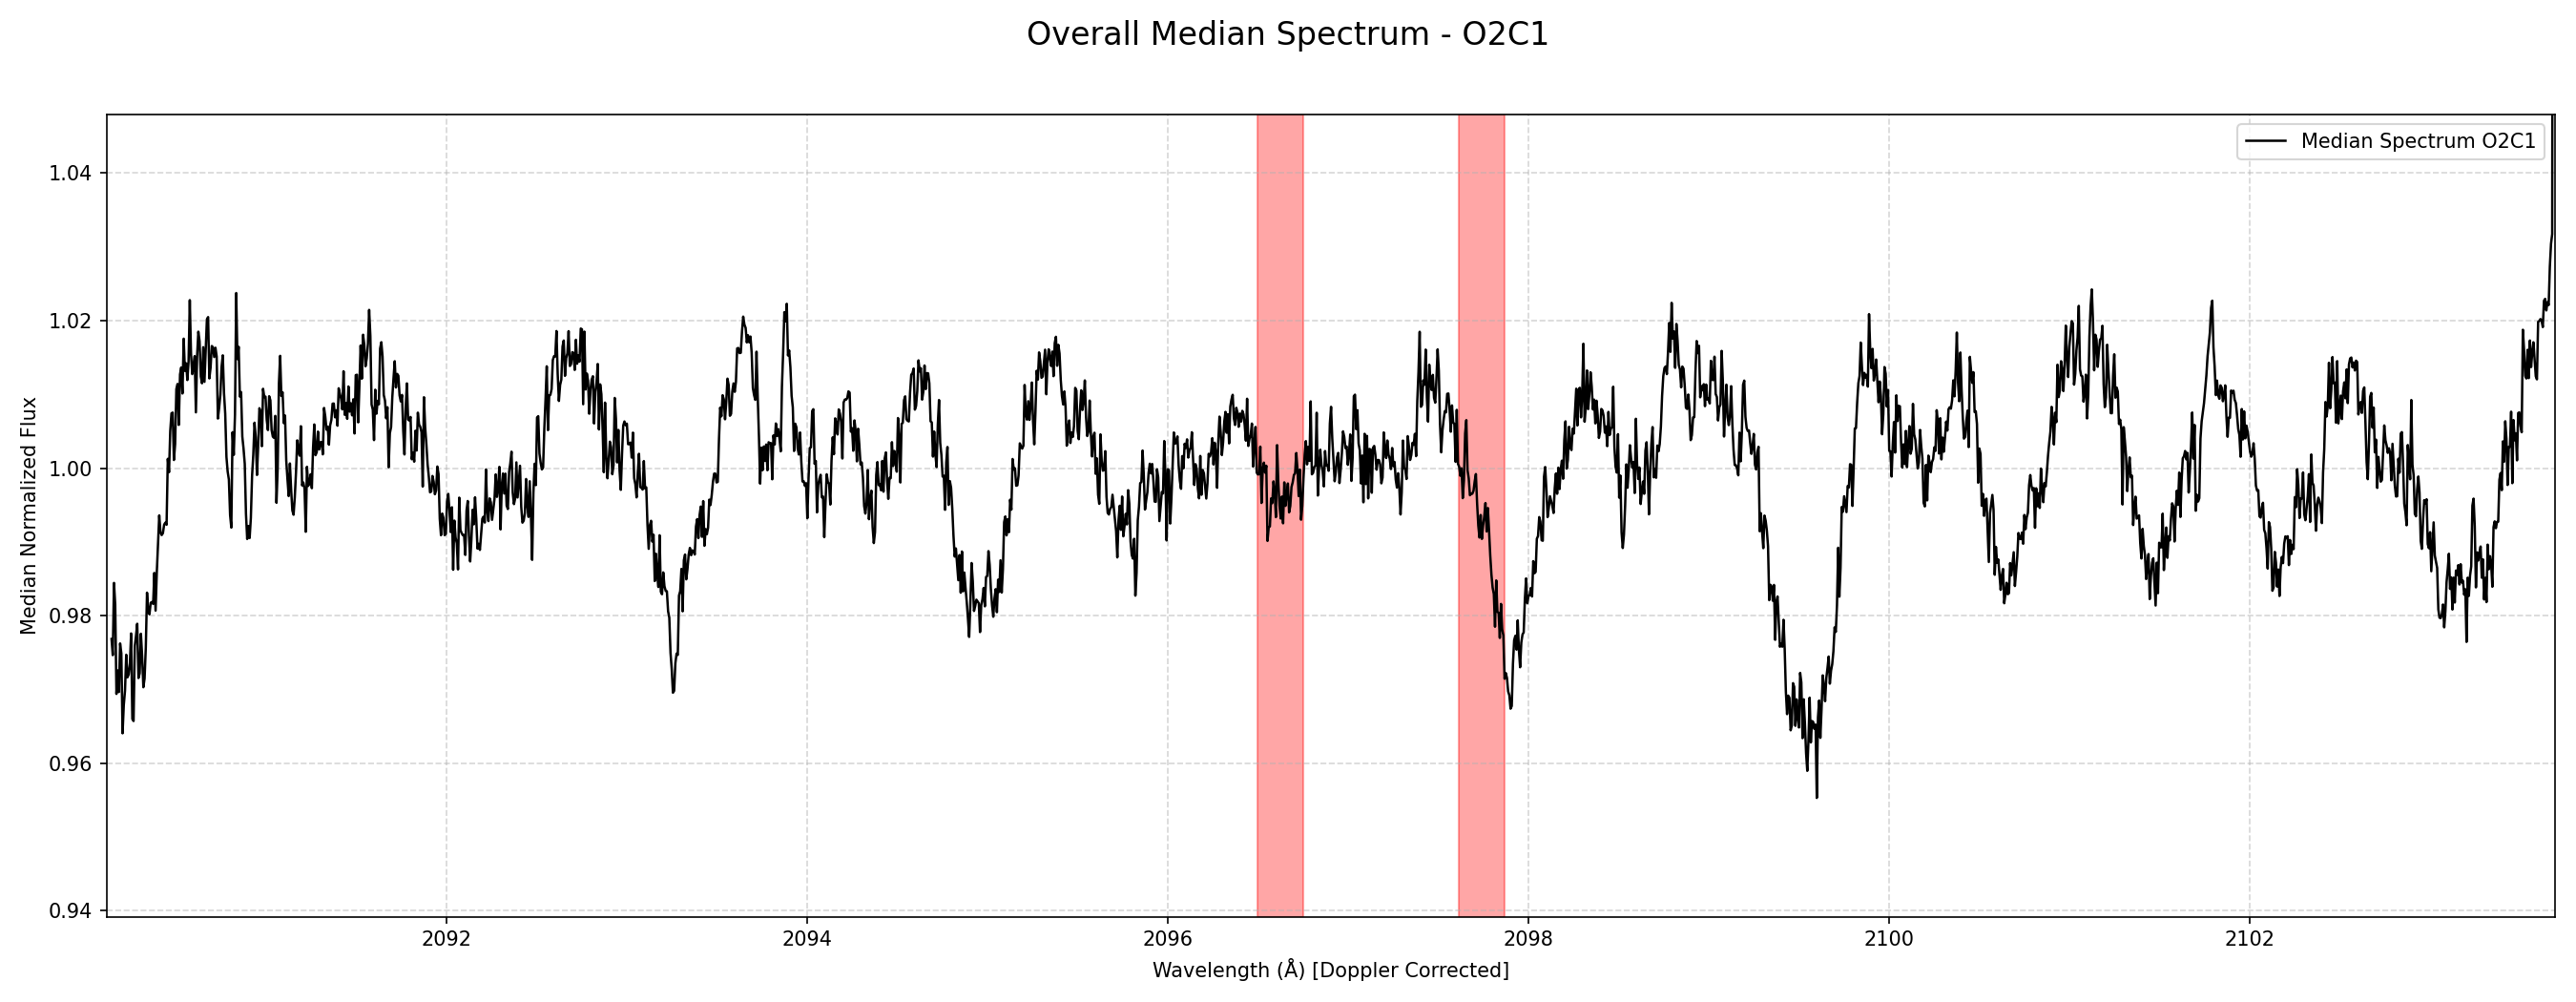 Overall Median Spectrum - O2C1
Median Spectrum O2C1
Median Normalized Flux
1.04
1.02
1.00
0.98
0.96
0.94
2092 2094 2096 2098 2100 2102
Wavelength (Å) [Doppler Corrected]